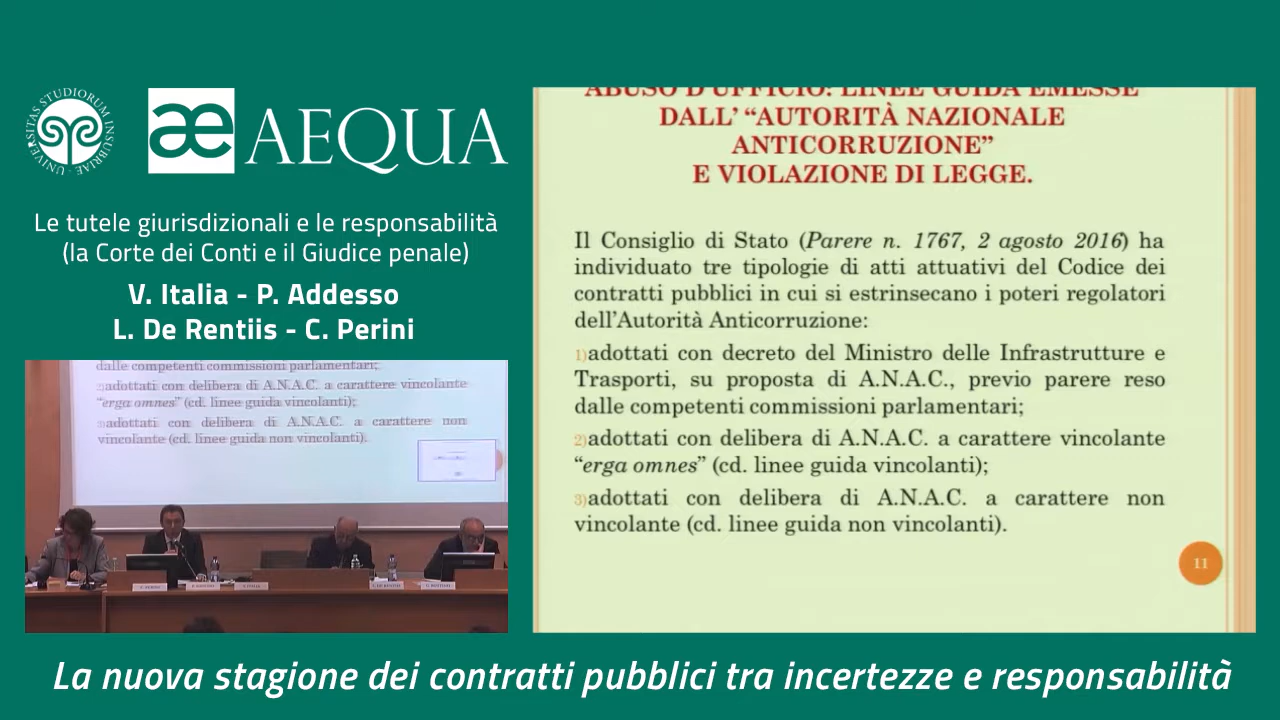 UNIVERSITAS STUDIORUM INSUBRIAE
æ AEQUA
Le tutele giurisdizionali e le responsabilità
(la Corte dei Conti e il Giudice penale)
V. Italia - P. Addesso
L. De Rentiis - C. Perini
dalle competenti commissioni parlamentari;
2)adottati con delibera di A.N.A.C. a carattere vincolante
“erga omnes” (cd. linee guida vincolanti);
3)adottati con delibera di A.N.A.C. a carattere non
vincolante (cd. linee guida non vincolanti).
ABUSO D’UFFICIO: LINEE GUIDA EMESSE
DALL’ “AUTORITÀ NAZIONALE
ANTICORRUZIONE”
E VIOLAZIONE DI LEGGE.
Il Consiglio di Stato (Parere n. 1767, 2 agosto 2016) ha
individuato tre tipologie di atti attuativi del Codice dei
contratti pubblici in cui si estrinsecano i poteri regolatori
dell’Autorità Anticorruzione:
1)adottati con decreto del Ministro delle Infrastrutture e
Trasporti, su proposta di A.N.A.C., previo parere reso
dalle competenti commissioni parlamentari;
2)adottati con delibera di A.N.A.C. a carattere vincolante
“erga omnes” (cd. linee guida vincolanti);
3)adottati con delibera di A.N.A.C. a carattere non
vincolante (cd. linee guida non vincolanti).
11
La nuova stagione dei contratti pubblici tra incertezze e responsabilità